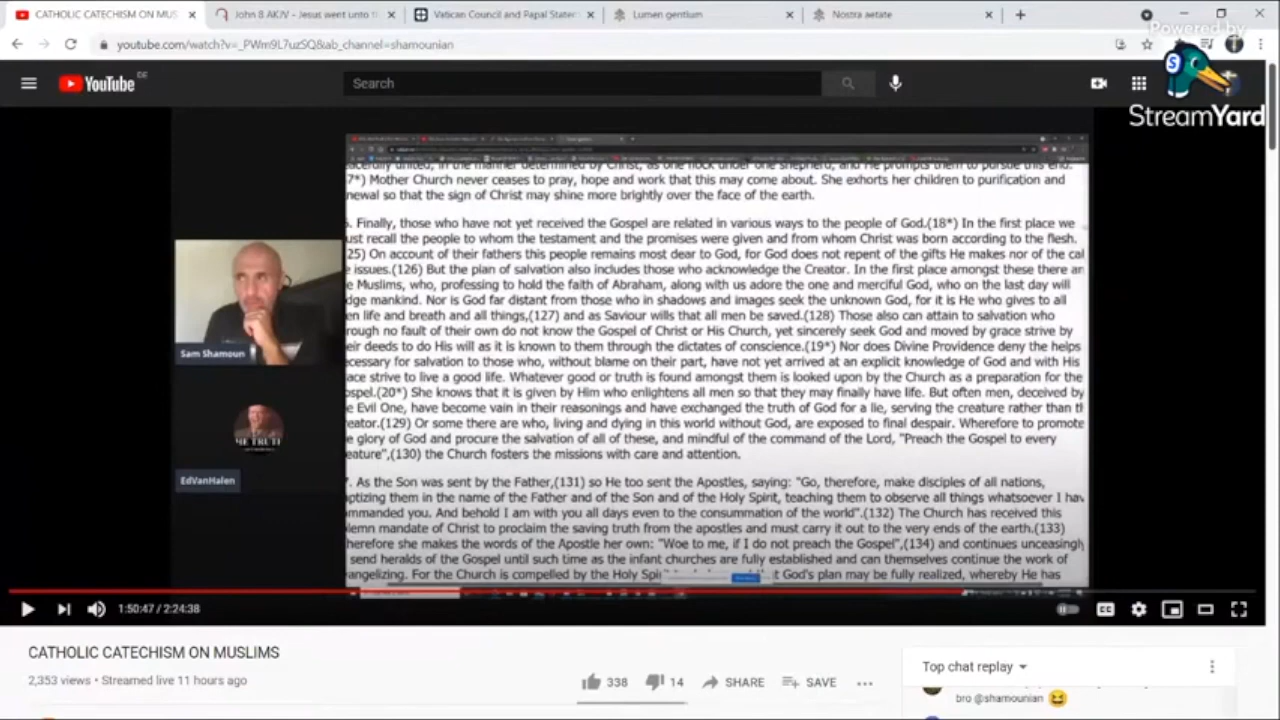 CATHOLIC CATECHISM ON MUS
John 8 AKJV - Jesus went unto t
Vatican Council and Papal Stater
Lumen gentium
Nostra aetate
Powered by
youtube.com/watch?v=_PWm9L7uzSQ&ab_channel=shamounian
YouTube DE
Search
StreamYard
7*) Mother Church never ceases to pray, hope and work that this may come about. She exhorts her children to purification and
newal so that the sign of Christ may shine more brightly over the face of the earth.
. Finally, those who have not yet received the Gospel are related in various ways to the people of God.(18*) In the first place we
ust recall the people to whom the testament and the promises were given and from whom Christ was born according to the flesh.
25) On account of their fathers this people remains most dear to God, for God does not repent of the gifts He makes nor of the cal
e issues.(126) But the plan of salvation also includes those who acknowledge the Creator. In the first place amongst these there ar
e Muslims, who, professing to hold the faith of Abraham, along with us adore the one and merciful God, who on the last day will
dge mankind. Nor is God far distant from those who in shadows and images seek the unknown God, for it is He who gives to all
en life and breath and all things,(127) and as Saviour wills that all men be saved.(128) Those also can attain to salvation who
rough no fault of their own do not know the Gospel of Christ or His Church, yet sincerely seek God and moved by grace strive by
eir deeds to do His will as it is known to them through the dictates of conscience.(19*) Nor does Divine Providence deny the helps
cessary for salvation to those who, without blame on their part, have not yet arrived at an explicit knowledge of God and with His
ace strive to live a good life. Whatever good or truth is found amongst them is looked upon by the Church as a preparation for the
ospel.(20*) She knows that it is given by Him who enlightens all men so that they may finally have life. But often men, deceived by
e Evil One, have become vain in their reasonings and have exchanged the truth of God for a lie, serving the creature rather than th
eator.(129) Or some there are who, living and dying in this world without God, are exposed to final despair. Wherefore to promote
e glory of God and procure the salvation of all of these, and mindful of the command of the Lord, "Preach the Gospel to every
eature",(130) the Church fosters the missions with care and attention.
. As the Son was sent by the Father,(131) so He too sent the Apostles, saying: "Go, therefore, make disciples of all nations,
ptizing them in the name of the Father and of the Son and of the Holy Spirit, teaching them to observe all things whatsoever I hav
mmanded you. And behold I am with you all days even to the consummation of the world".(132) The Church has received this
lemn mandate of Christ to proclaim the saving truth from the apostles and must carry it out to the very ends of the earth.(133)
herefore she makes the words of the Apostle her own: "Woe to me, if I do not preach the Gospel",(134) and continues unceasingly
send heralds of the Gospel until such time as the infant churches are fully established and can themselves continue the work of
angelizing. For the Church is compelled by the Holy Spi God's plan may be fully realized, whereby He has
Sam Shamoun
EdVanHalen
1:50:47 / 2:24:38
CC
CATHOLIC CATECHISM ON MUSLIMS
2,353 views • Streamed live 11 hours ago
338
14
SHARE
SAVE
Top chat replay
bro @shamounian